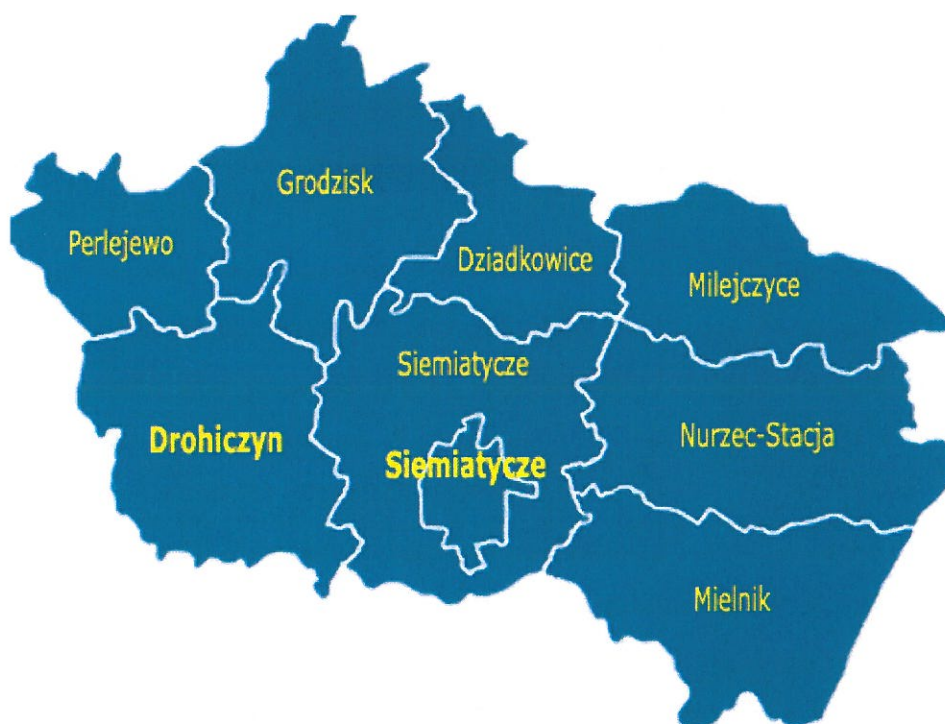 Grodzisk
Perlejewo
Dziadkowice
Milejczyce
Siemiatycze
Drohiczyn
Nurzec-Stacja
Siemiatycze
Mielnik